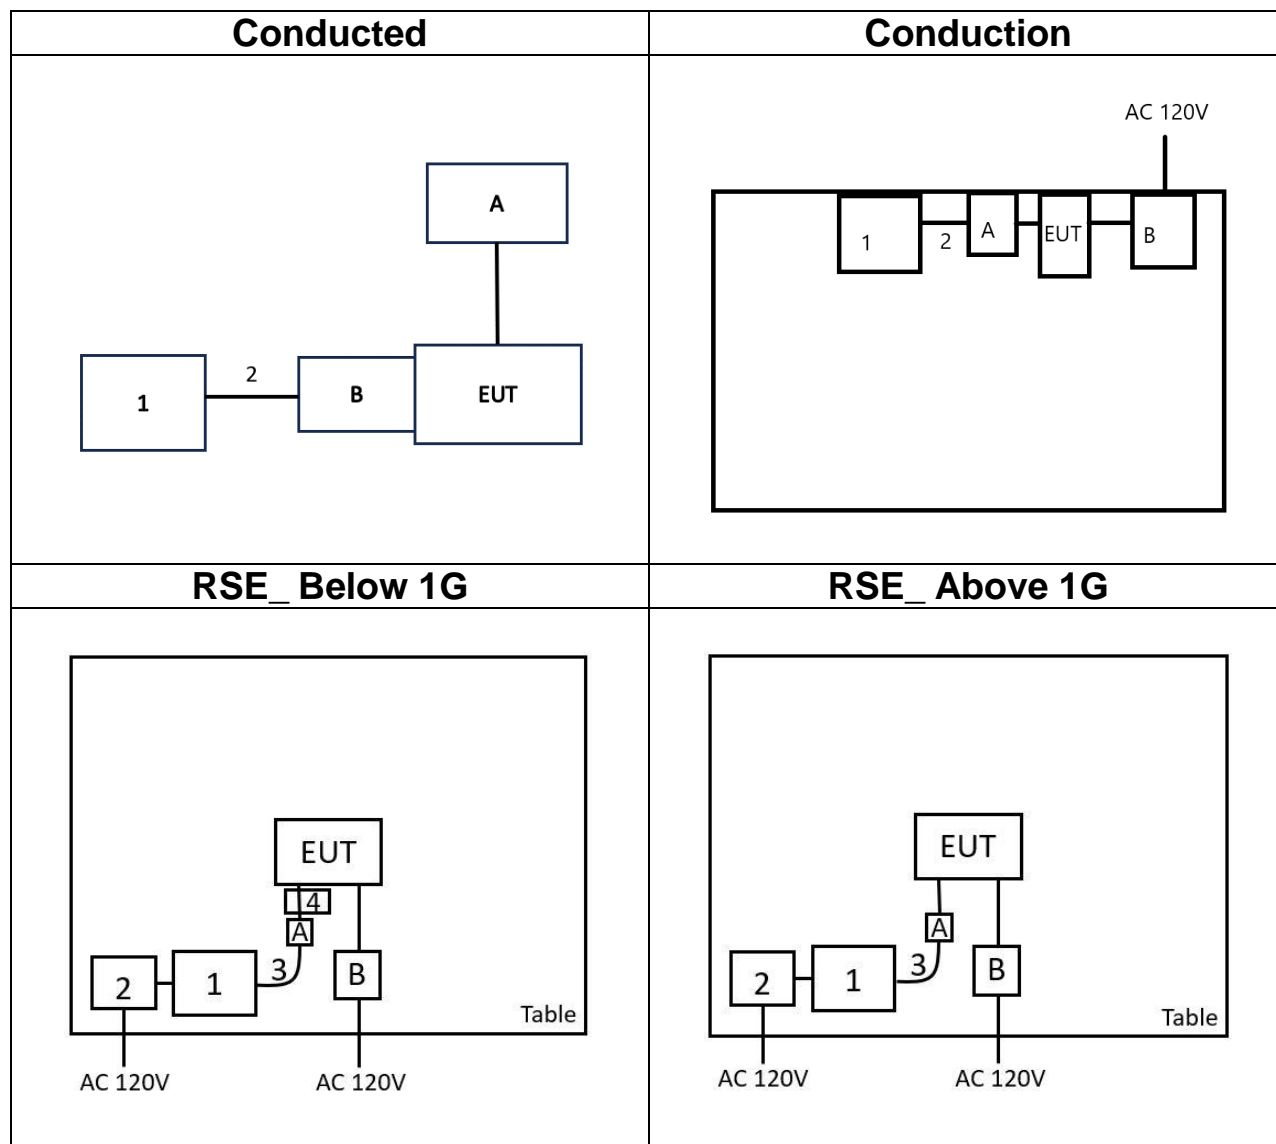 Conducted
Conduction
A
2
1
B
EUT
AC 120V
1
2
A
EUT
B
RSE_ Below 1G
RSE_ Above 1G
EUT
4
A
3
2
1
B
Table
AC 120V
AC 120V
EUT
A
3
2
1
B
Table
AC 120V
AC 120V